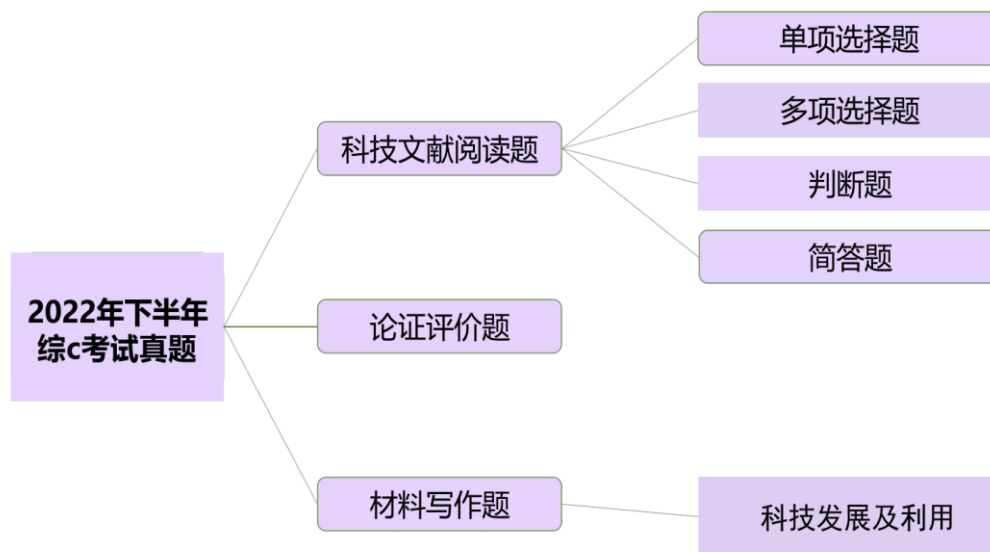 单项选择题
多项选择题
科技文献阅读题
判断题
简答题
2022年下半年
综c考试真题
论证评价题
材料写作题
科技发展及利用